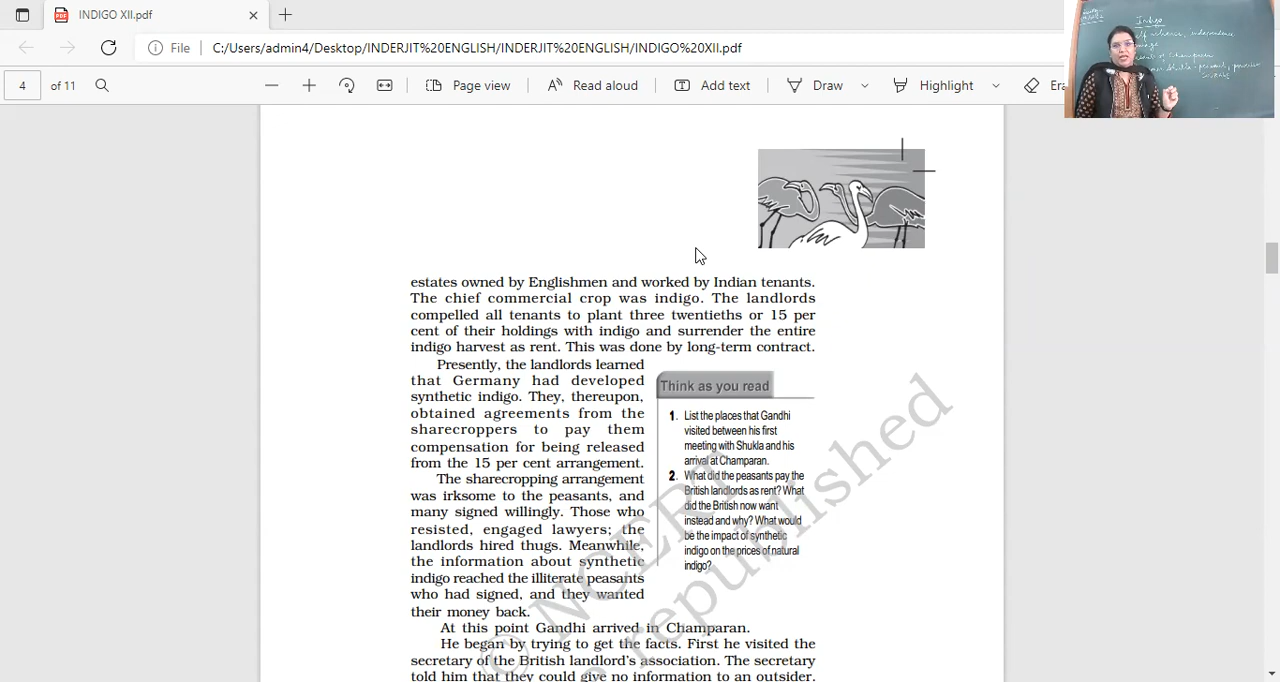 INDIGO XII.pdf
File C:/Users/admin4/Desktop/INDERJIT%20ENGLISH/INDERJIT%20ENGLISH/INDIGO%20XII.pdf
4 of 11 Page view Read aloud Add text Draw Highlight
Indigo
independence
Champaran
Shukla - peasant,
COURAGE
estates owned by Englishmen and worked by Indian tenants.
The chief commercial crop was indigo. The landlords
compelled all tenants to plant three twentieths or 15 per
cent of their holdings with indigo and surrender the entire
indigo harvest as rent. This was done by long-term contract.
Presently, the landlords learned
that Germany had developed
synthetic indigo. They, thereupon,
obtained agreements from the
sharecroppers to pay them
compensation for being released
from the 15 per cent arrangement.
The sharecropping arrangement
was irksome to the peasants, and
many signed willingly. Those who
resisted, engaged lawyers; the
landlords hired thugs. Meanwhile,
the information about synthetic
indigo reached the illiterate peasants
who had signed, and they wanted
their money back.
Think as you read
1. List the places that Gandhi
visited between his first
meeting with Shukla and his
arrival at Champaran.
2. What did the peasants pay the
British landlords as rent? What
did the British now want
instead and why? What would
be the impact of synthetic
indigo on the prices of natural
indigo?
At this point Gandhi arrived in Champaran.
He began by trying to get the facts. First he visited the
secretary of the British landlord's association. The secretary
told him that they could give no information to an outsider.
© NCERT
republished